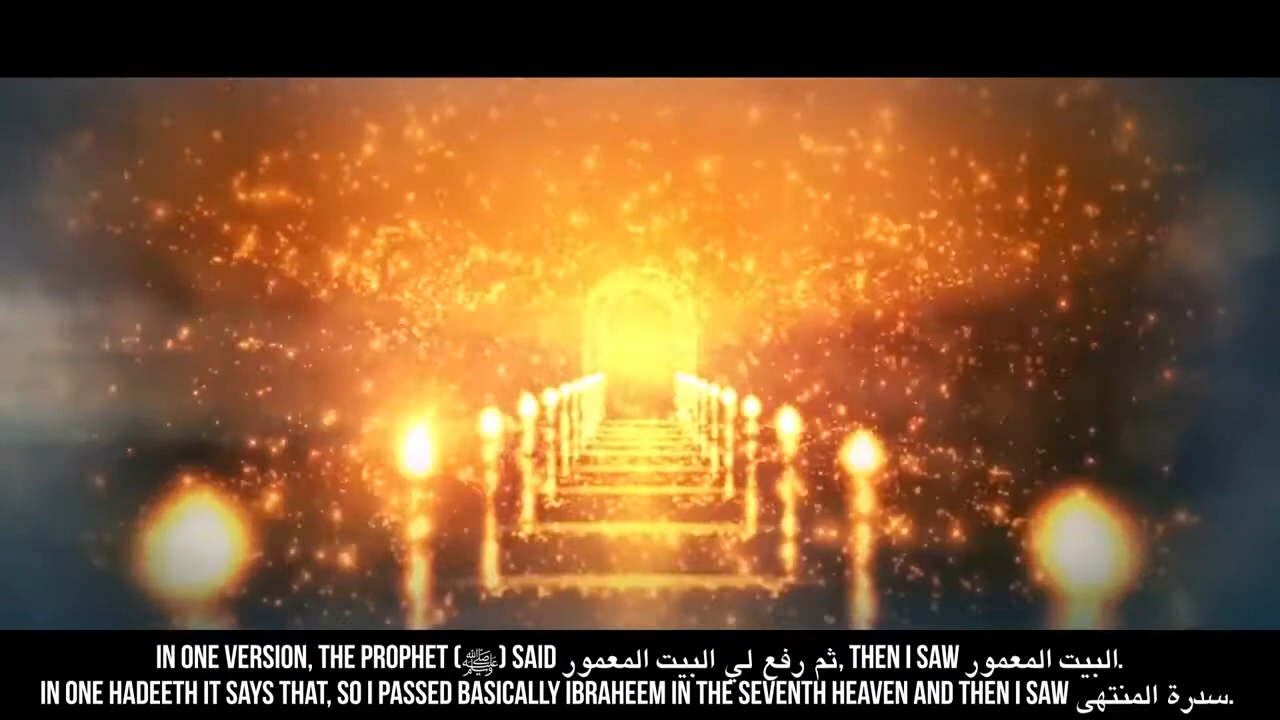 IN ONE VERSION, THE PROPHET (ﷺ) SAID ثم رفع لي البيت المعمور, THEN I SAW البيت المعمور.
IN ONE HADEETH IT SAYS THAT, SO I PASSED BASICALLY IBRAHEEM IN THE SEVENTH HEAVEN AND THEN I SAW سدرة المنتهى.